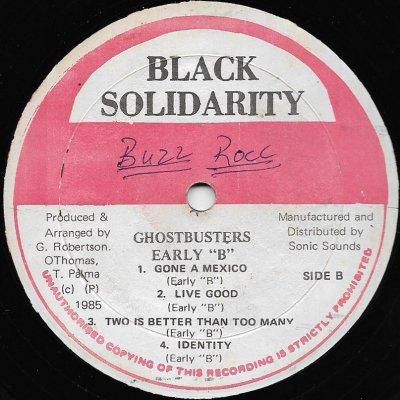 BLACK
SOLIDARITY
Buzz Rocc
Produced &
Arranged by
G. Robertson.
OThomas,
T. Palma
(c) (P)
1985
Manufactured and
Distributed by
Sonic Sounds
SIDE B
GHOSTBUSTERS
EARLY "B"
1. GONE A MEXICO
(Early "B")
2. LIVE GOOD
(Early "B")
3. TWO IS BETTER THAN TOO MANY
(Early "B")
4. IDENTITY
(Early "B")
UNAUTHORISED COPYING OF THIS RECORDING IS STRICTLY PROHIBITED